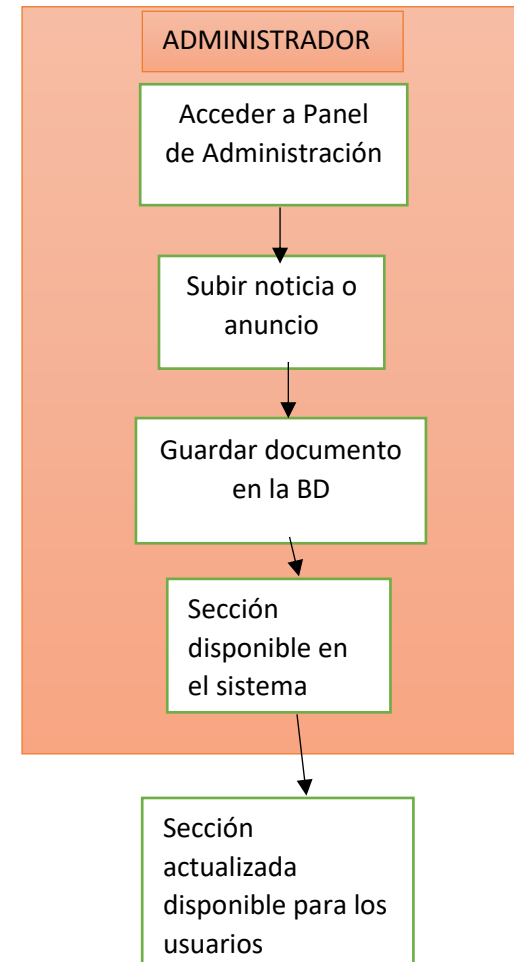 ADMINISTRADOR
Acceder a Panel
de Administración
Subir noticia o
anuncio
Guardar documento
en la BD
Sección
disponible en
el sistema
Sección
actualizada
disponible para los
usuarios